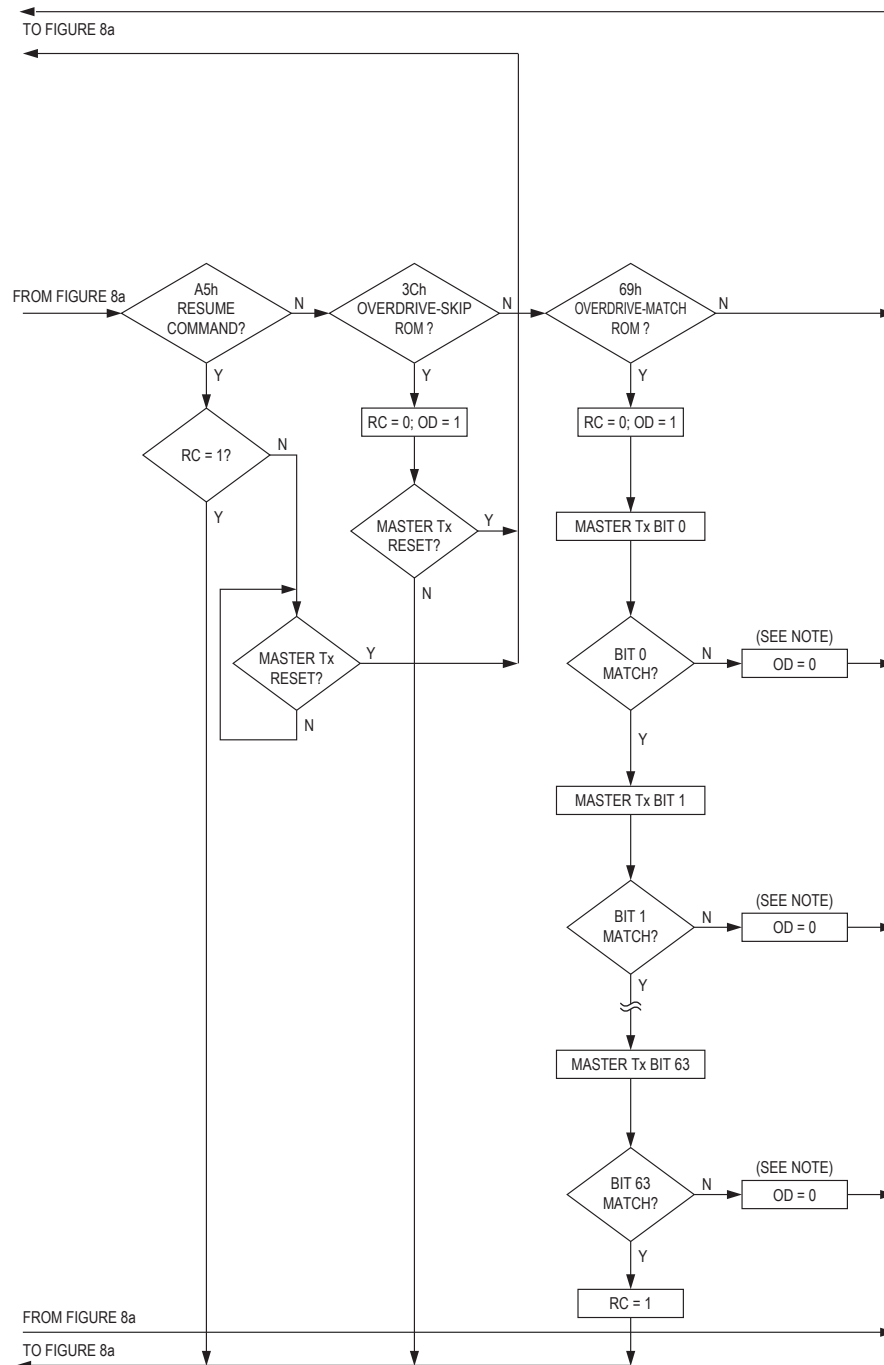 TO FIGURE 8a
FROM FIGURE 8a
A5h
RESUME
COMMAND?
N
Y
3Ch
OVERDRIVE-SKIP
ROM ?
N
Y
69h
OVERDRIVE-MATCH
ROM ?
N
Y
RC = 1?
N
Y
RC = 0; OD = 1
RC = 0; OD = 1
MASTER Tx
RESET?
Y
N
MASTER Tx BIT 0
MASTER Tx
RESET?
Y
N
BIT 0
MATCH?
N
Y
(SEE NOTE)
OD = 0
MASTER Tx BIT 1
BIT 1
MATCH?
N
Y
(SEE NOTE)
OD = 0
MASTER Tx BIT 63
BIT 63
MATCH?
N
Y
(SEE NOTE)
OD = 0
RC = 1
FROM FIGURE 8a
TO FIGURE 8a